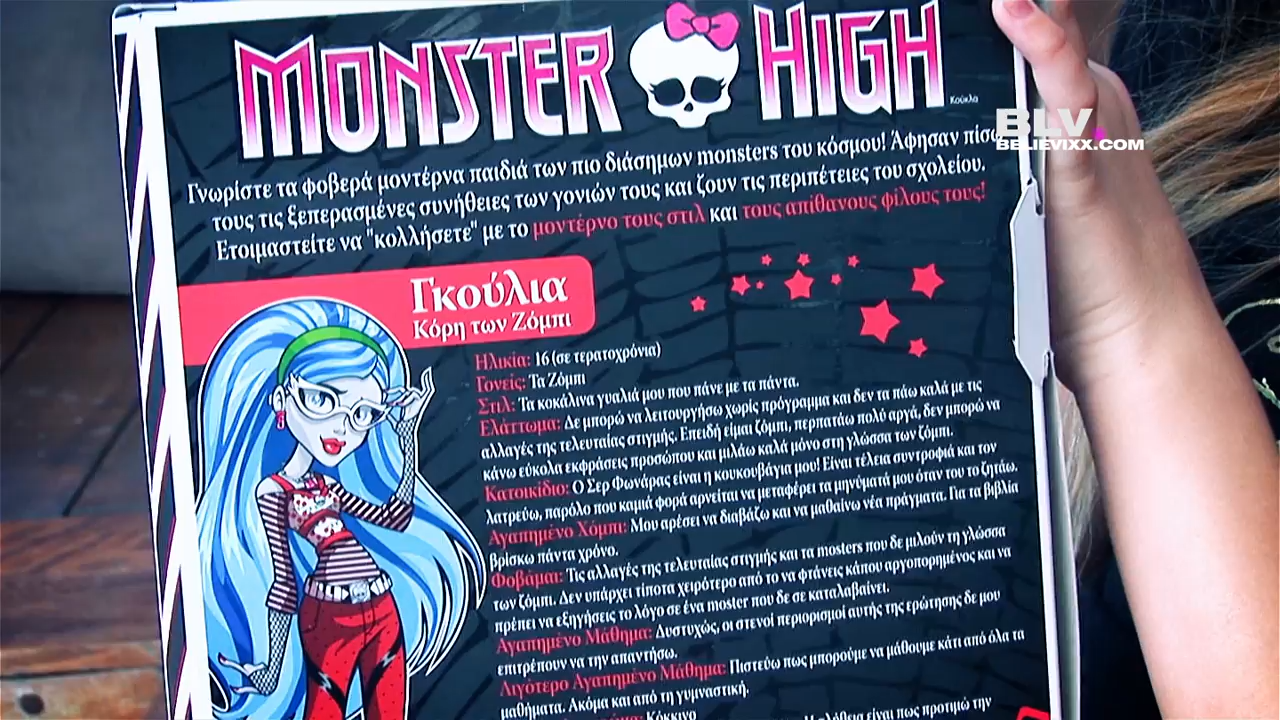 MONSTER HIGH
Κούκλα
BLV.
BELIEVIXX.COM
Γνωρίστε τα φοβερά μοντέρνα παιδιά των πιο διάσημων monsters του κόσμου! Άφησαν πίσω
τους τις ξεπερασμένες συνήθειες των γονιών τους και ζουν τις περιπέτειες του σχολείου.
Ετοιμαστείτε να "κολλήσετε" με το μοντέρνο τους στιλ και τους απίθανους φίλους τους!
Γκούλια
Κόρη των Ζόμπι
Ηλικία: 16 (σε τερατοχρόνια)
Γονείς: Τα Ζόμπι
Στιλ: Τα κοκάλινα γυαλιά μου που πάνε με τα πάντα.
Ελάττωμα: Δε μπορώ να λειτουργήσω χωρίς πρόγραμμα και δεν τα πάω καλά με τις
αλλαγές της τελευταίας στιγμής. Επειδή είμαι ζόμπι, περπατάω πολύ αργά, δεν μπορώ να
κάνω εύκολα εκφράσεις προσώπου και μιλάω καλά μόνο στη γλώσσα των ζόμπι.
Κατοικίδιο: Ο Σερ Φωνάρας είναι η κουκουβάγια μου! Είναι τέλεια συντροφιά και τον
λατρεύω, παρόλο που καμιά φορά αρνείται να μεταφέρει τα μηνύματά μου όταν του το ζητάω.
Αγαπημένο Χόμπι: Μου αρέσει να διαβάζω και να μαθαίνω νέα πράγματα. Για τα βιβλία
βρίσκω πάντα χρόνο.
Φοβάμαι: Τις αλλαγές της τελευταίας στιγμής και τα mosters που δε μιλούν τη γλώσσα
των ζόμπι. Δεν υπάρχει τίποτα χειρότερο από το να φτάνεις κάπου αργοπορημένος και να
πρέπει να εξηγήσεις το λόγο σε ένα moster που δε σε καταλαβαίνει.
Αγαπημένο Μάθημα: Δυστυχώς, οι στενοί περιορισμοί αυτής της ερώτησης δε μου
επιτρέπουν να την απαντήσω.
Λιγότερο Αγαπημένο Μάθημα: Πιστεύω πως μπορούμε να μάθουμε κάτι από όλα τα
μαθήματα. Ακόμα και από τη γυμναστική.
Κόκκινο
είναι πως προτιμώ την